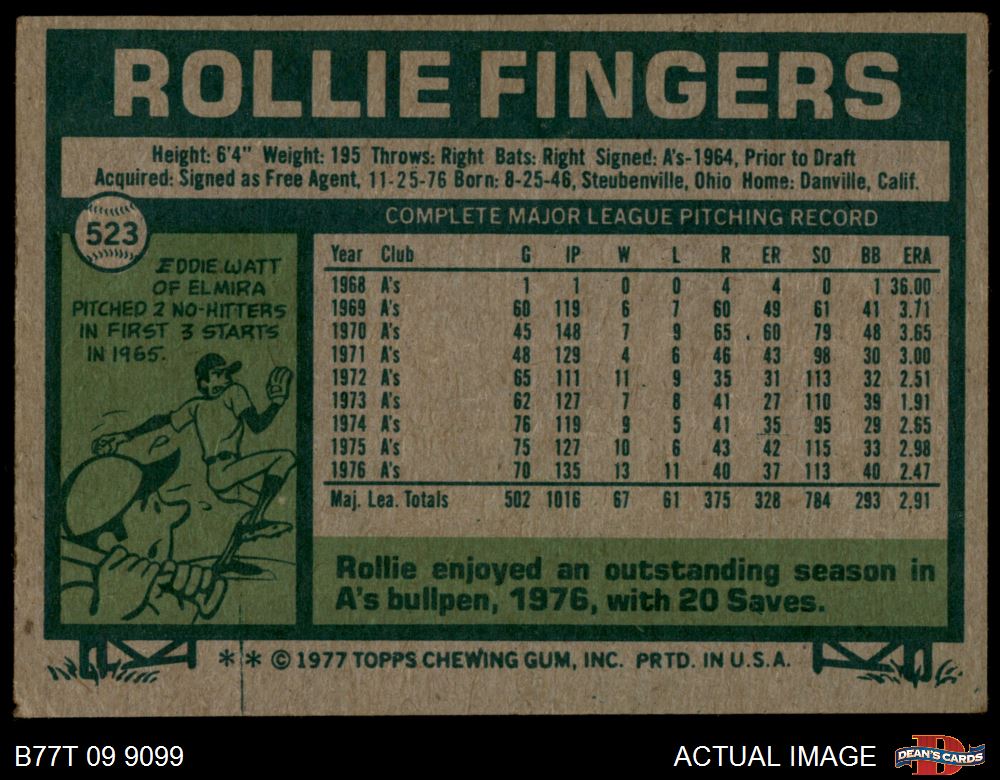 ROLLIE FINGERS
Height: 6'4" Weight: 195 Throws: Right Bats: Right Signed: A's-1964, Prior to Draft
Acquired: Signed as Free Agent, 11-25-76 Born: 8-25-46, Steubenville, Ohio Home: Danville, Calif.
523
EDDIE WATT
OF ELMIRA
PITCHED 2 NO-HITTERS
IN FIRST 3 STARTS
IN 1965.
COMPLETE MAJOR LEAGUE PITCHING RECORD
Year Club G IP W L R ER SO BB ERA
1968 A's 1 1 0 0 4 4 0 1 36.00
1969 A's 60 119 6 7 60 49 61 41 3.71
1970 A's 45 148 7 9 65 60 79 48 3.65
1971 A's 48 129 4 6 46 43 98 30 3.00
1972 A's 65 111 11 9 35 31 113 32 2.51
1973 A's 62 127 7 8 41 27 110 39 1.91
1974 A's 76 119 9 5 41 35 95 29 2.65
1975 A's 75 127 10 6 43 42 115 33 2.98
1976 A's 70 135 13 11 40 37 113 40 2.47
Maj. Lea. Totals 502 1016 67 61 375 328 784 293 2.91
Rollie enjoyed an outstanding season in
A's bullpen, 1976, with 20 Saves.
** © 1977 TOPPS CHEWING GUM, INC. PRTD. IN U.S.A.
B77T 09 9099
ACTUAL IMAGE
D
DEAN'S CARDS